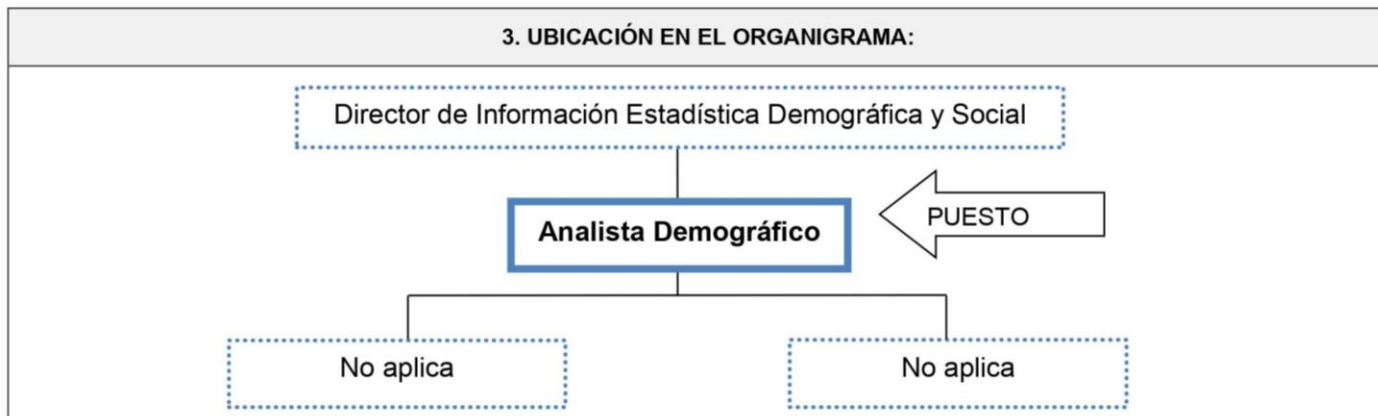 3. UBICACIÓN EN EL ORGANIGRAMA:
Director de Información Estadística Demográfica y Social
Analista Demográfico
PUESTO
No aplica
No aplica